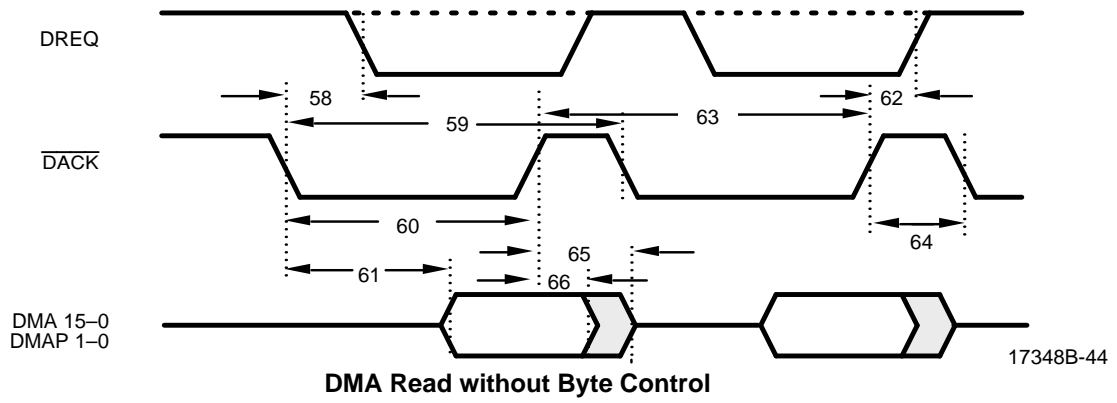 DREQ
58
62
59
63
DACK
60
64
65
61
66
DMA 15–0
DMAP 1–0
17348B-44
DMA Read without Byte Control